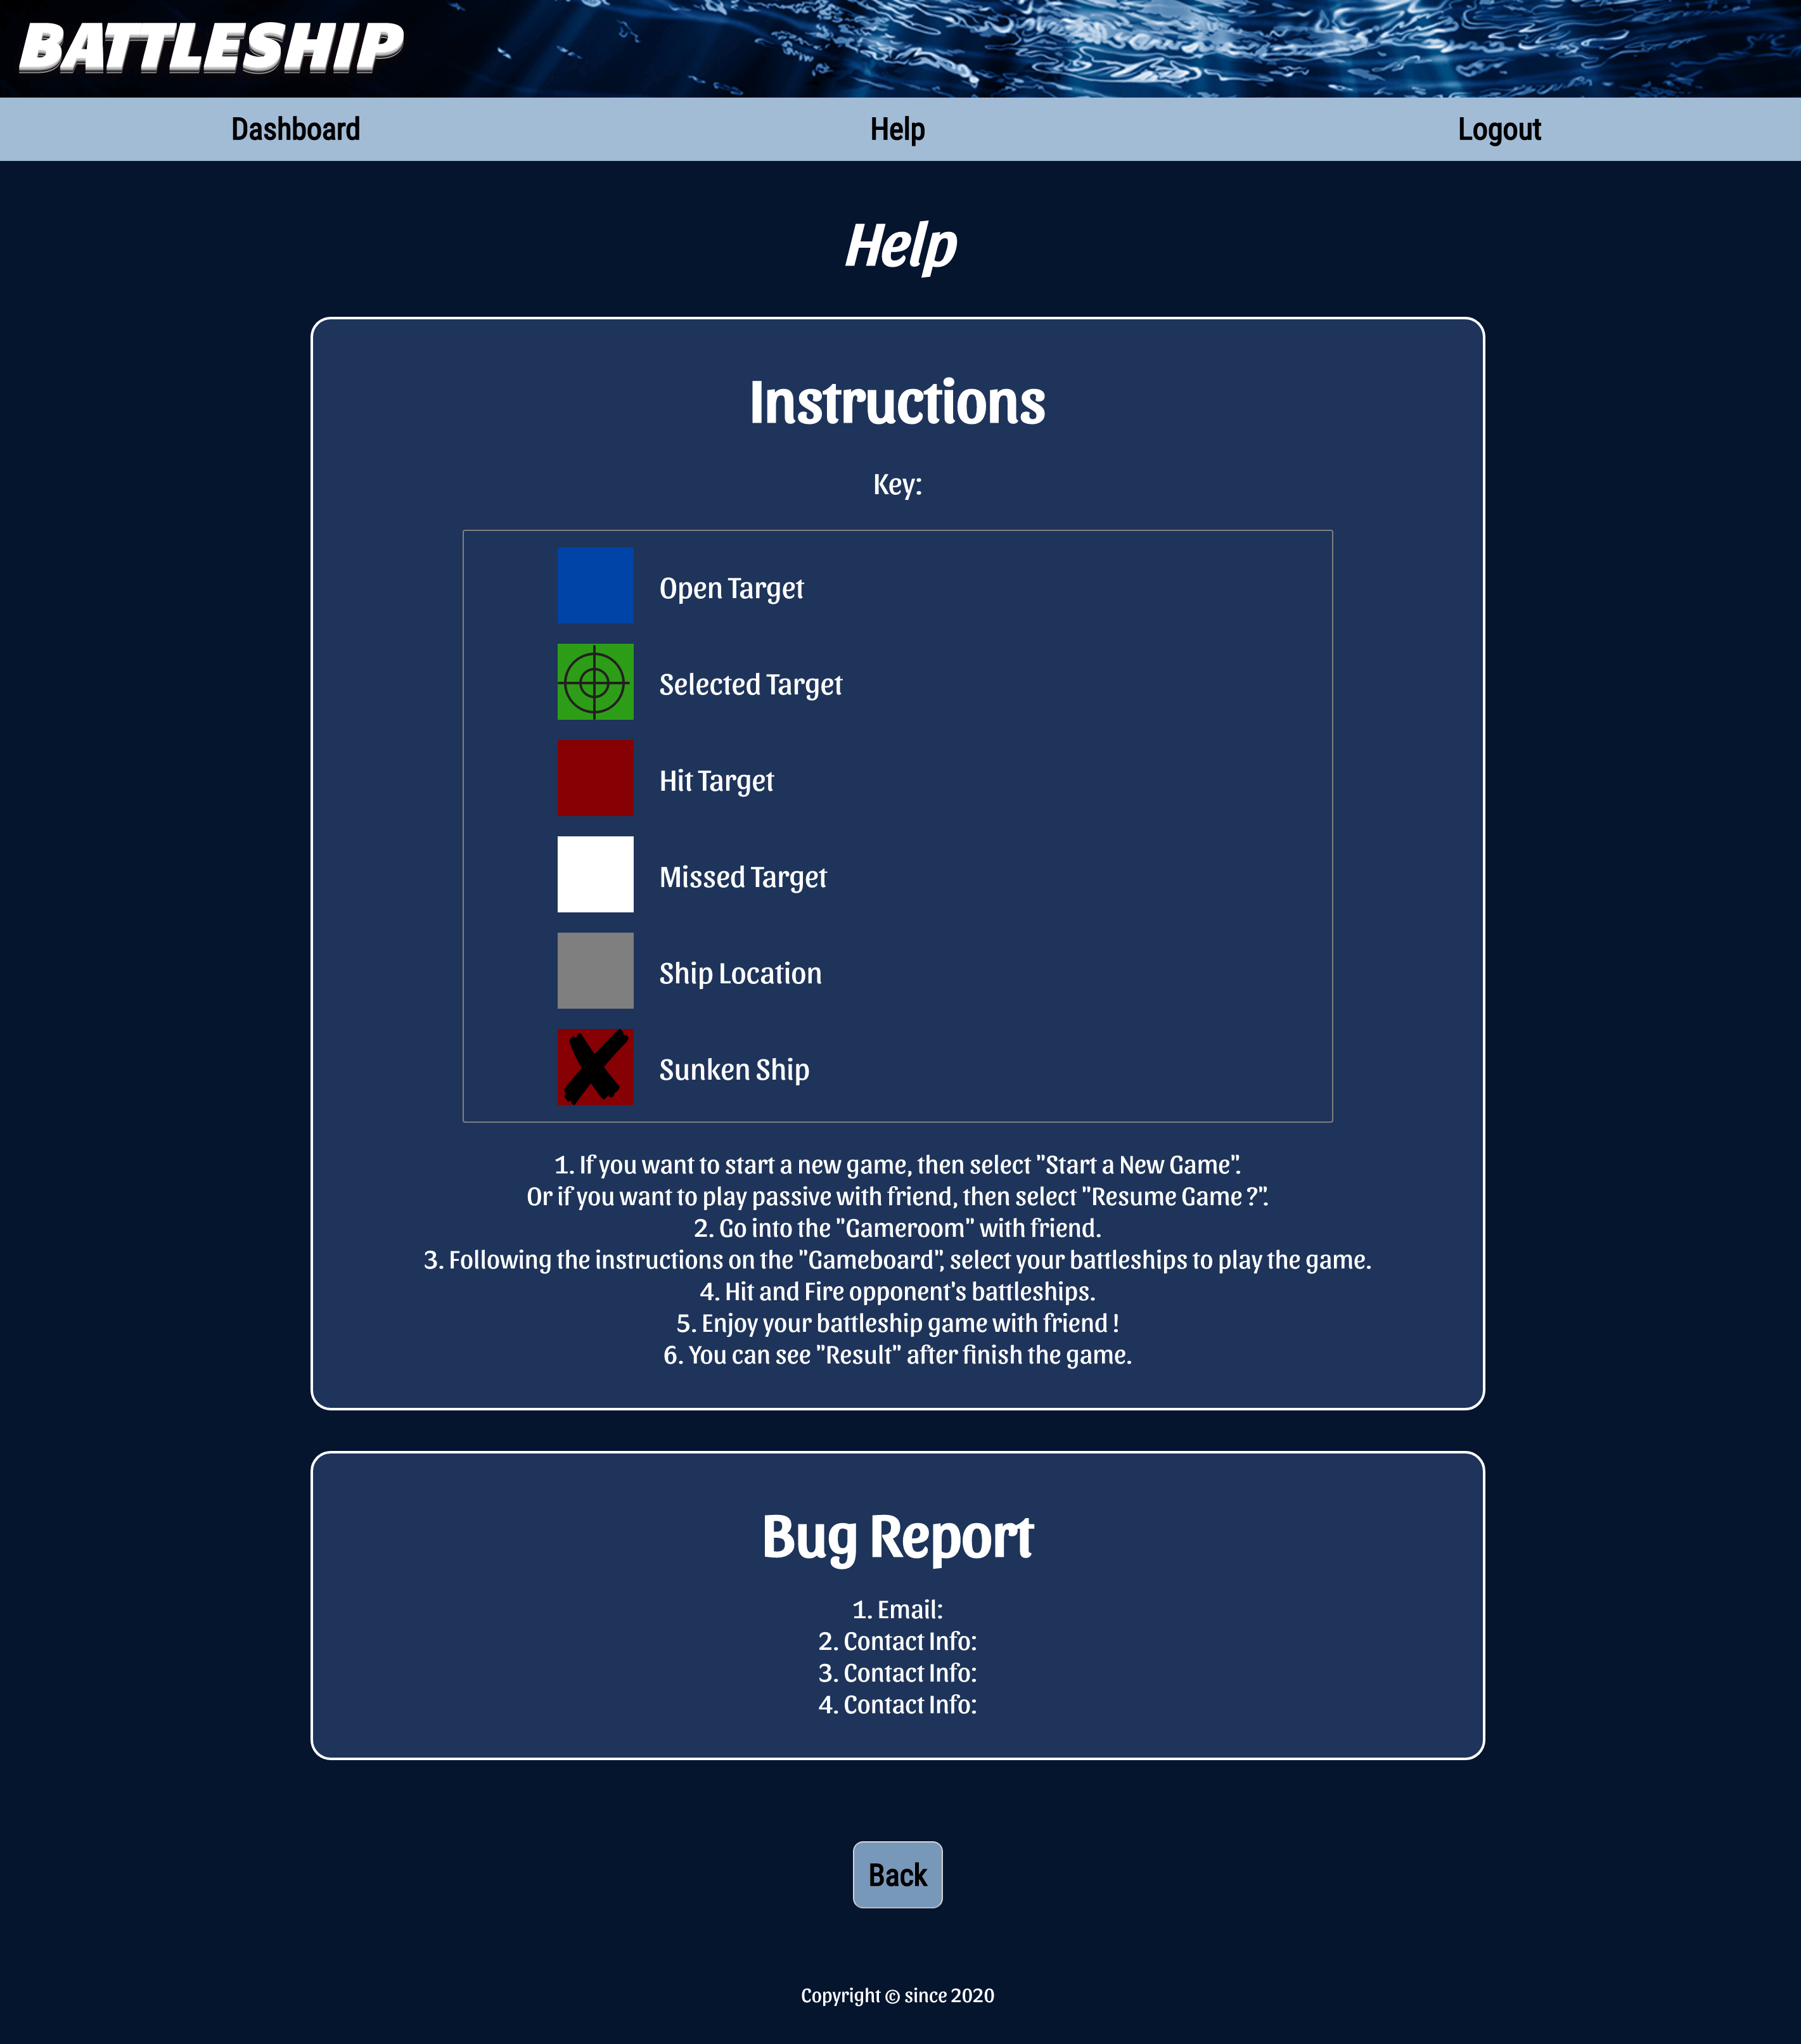 BATTLESHIP
Dashboard Help Logout
Help
Instructions
Key:
Open Target
Selected Target
Hit Target
Missed Target
Ship Location
Sunken Ship
1. If you want to start a new game, then select "Start a New Game".
Or if you want to play passive with friend, then select "Resume Game ?".
2. Go into the "Gameroom" with friend.
3. Following the instructions on the "Gameboard", select your battleships to play the game.
4. Hit and Fire opponent's battleships.
5. Enjoy your battleship game with friend !
6. You can see "Result" after finish the game.
Bug Report
1. Email:
2. Contact Info:
3. Contact Info:
4. Contact Info:
Back
Copyright © since 2020